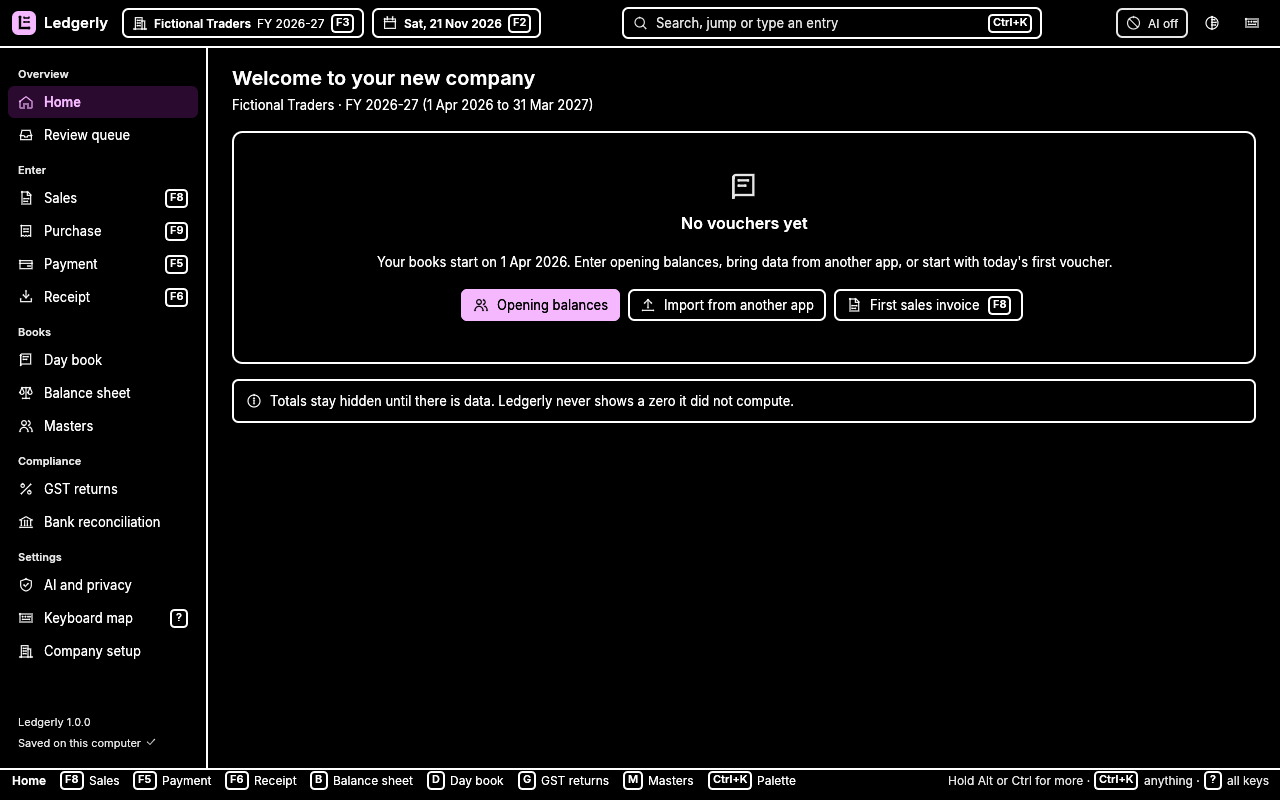 Ledgerly
Fictional Traders FY 2026-27 F3
Sat, 21 Nov 2026 F2
Search, jump or type an entry Ctrl+K
AI off
Overview
Home
Review queue
Enter
Sales F8
Purchase F9
Payment F5
Receipt F6
Books
Day book
Balance sheet
Masters
Compliance
GST returns
Bank reconciliation
Settings
AI and privacy
Keyboard map ?
Company setup
Ledgerly 1.0.0
Saved on this computer
Welcome to your new company
Fictional Traders · FY 2026-27 (1 Apr 2026 to 31 Mar 2027)
No vouchers yet
Your books start on 1 Apr 2026. Enter opening balances, bring data from another app, or start with today's first voucher.
Opening balances
Import from another app
First sales invoice F8
Totals stay hidden until there is data. Ledgerly never shows a zero it did not compute.
Home F8 Sales F5 Payment F6 Receipt B Balance sheet D Day book G GST returns M Masters Ctrl+K Palette
Hold Alt or Ctrl for more · Ctrl+K anything · ? all keys